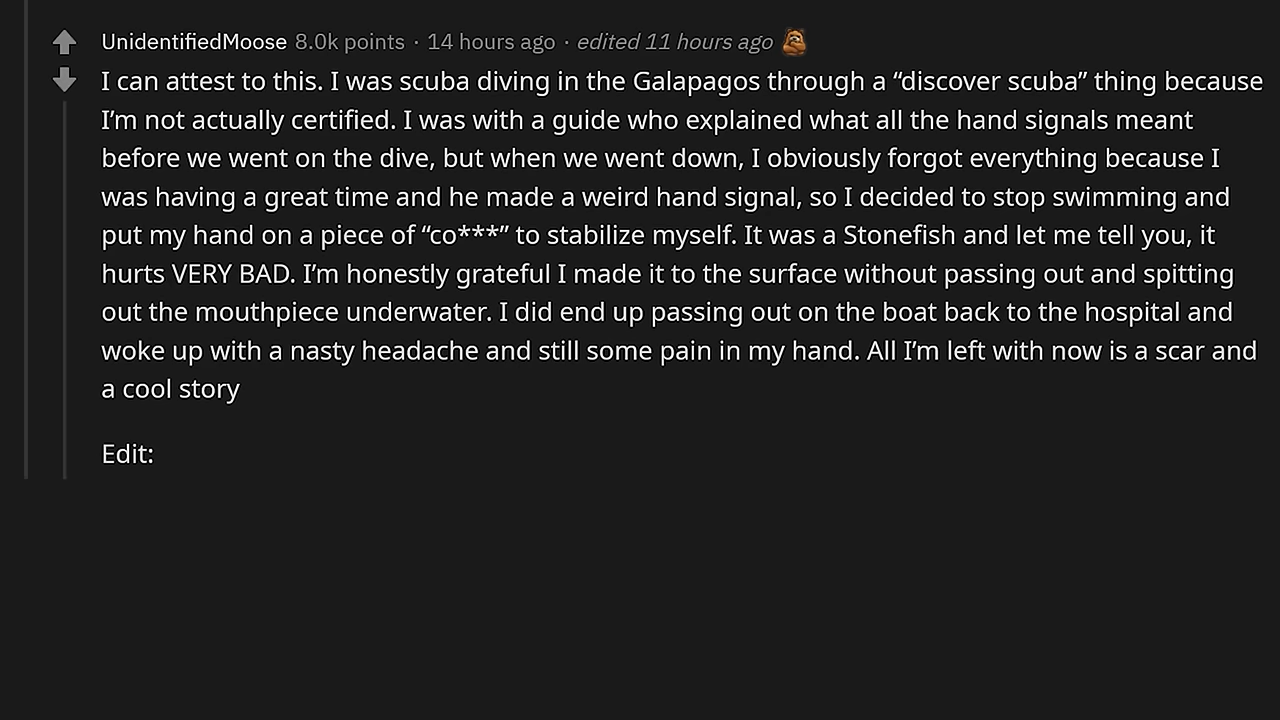 UnidentifiedMoose 8.0k points · 14 hours ago · edited 11 hours ago
I can attest to this. I was scuba diving in the Galapagos through a “discover scuba” thing because
I’m not actually certified. I was with a guide who explained what all the hand signals meant
before we went on the dive, but when we went down, I obviously forgot everything because I
was having a great time and he made a weird hand signal, so I decided to stop swimming and
put my hand on a piece of “co***” to stabilize myself. It was a Stonefish and let me tell you, it
hurts VERY BAD. I’m honestly grateful I made it to the surface without passing out and spitting
out the mouthpiece underwater. I did end up passing out on the boat back to the hospital and
woke up with a nasty headache and still some pain in my hand. All I’m left with now is a scar and
a cool story
Edit: